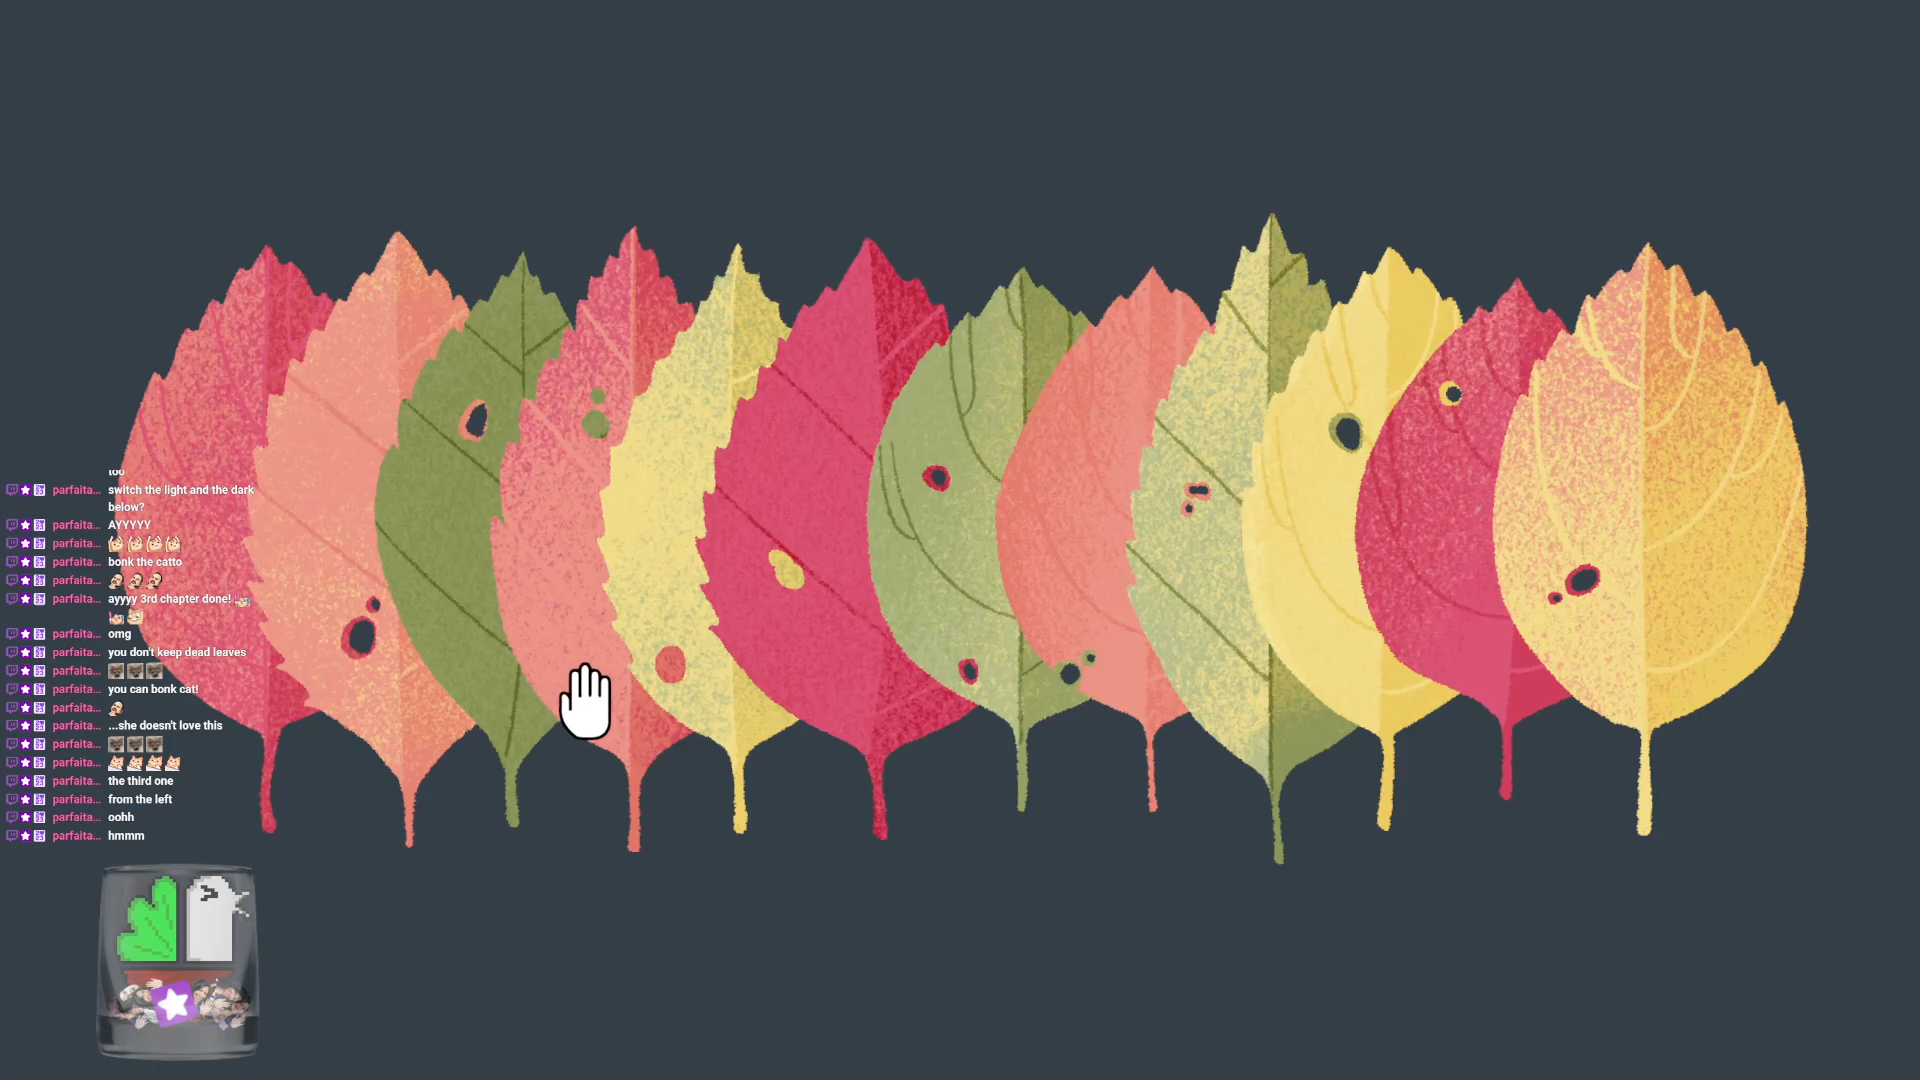 too
parfaita... switch the light and the dark
below?
parfaita... AYYYYY
parfaita...
parfaita... bonk the catto
parfaita...
parfaita... ayyyy 3rd chapter done!
parfaita... omg
parfaita... you don't keep dead leaves
parfaita...
parfaita... you can bonk cat!
parfaita...
parfaita... ...she doesn't love this
parfaita...
parfaita...
parfaita... the third one
parfaita... from the left
parfaita... oohh
parfaita... hmmm